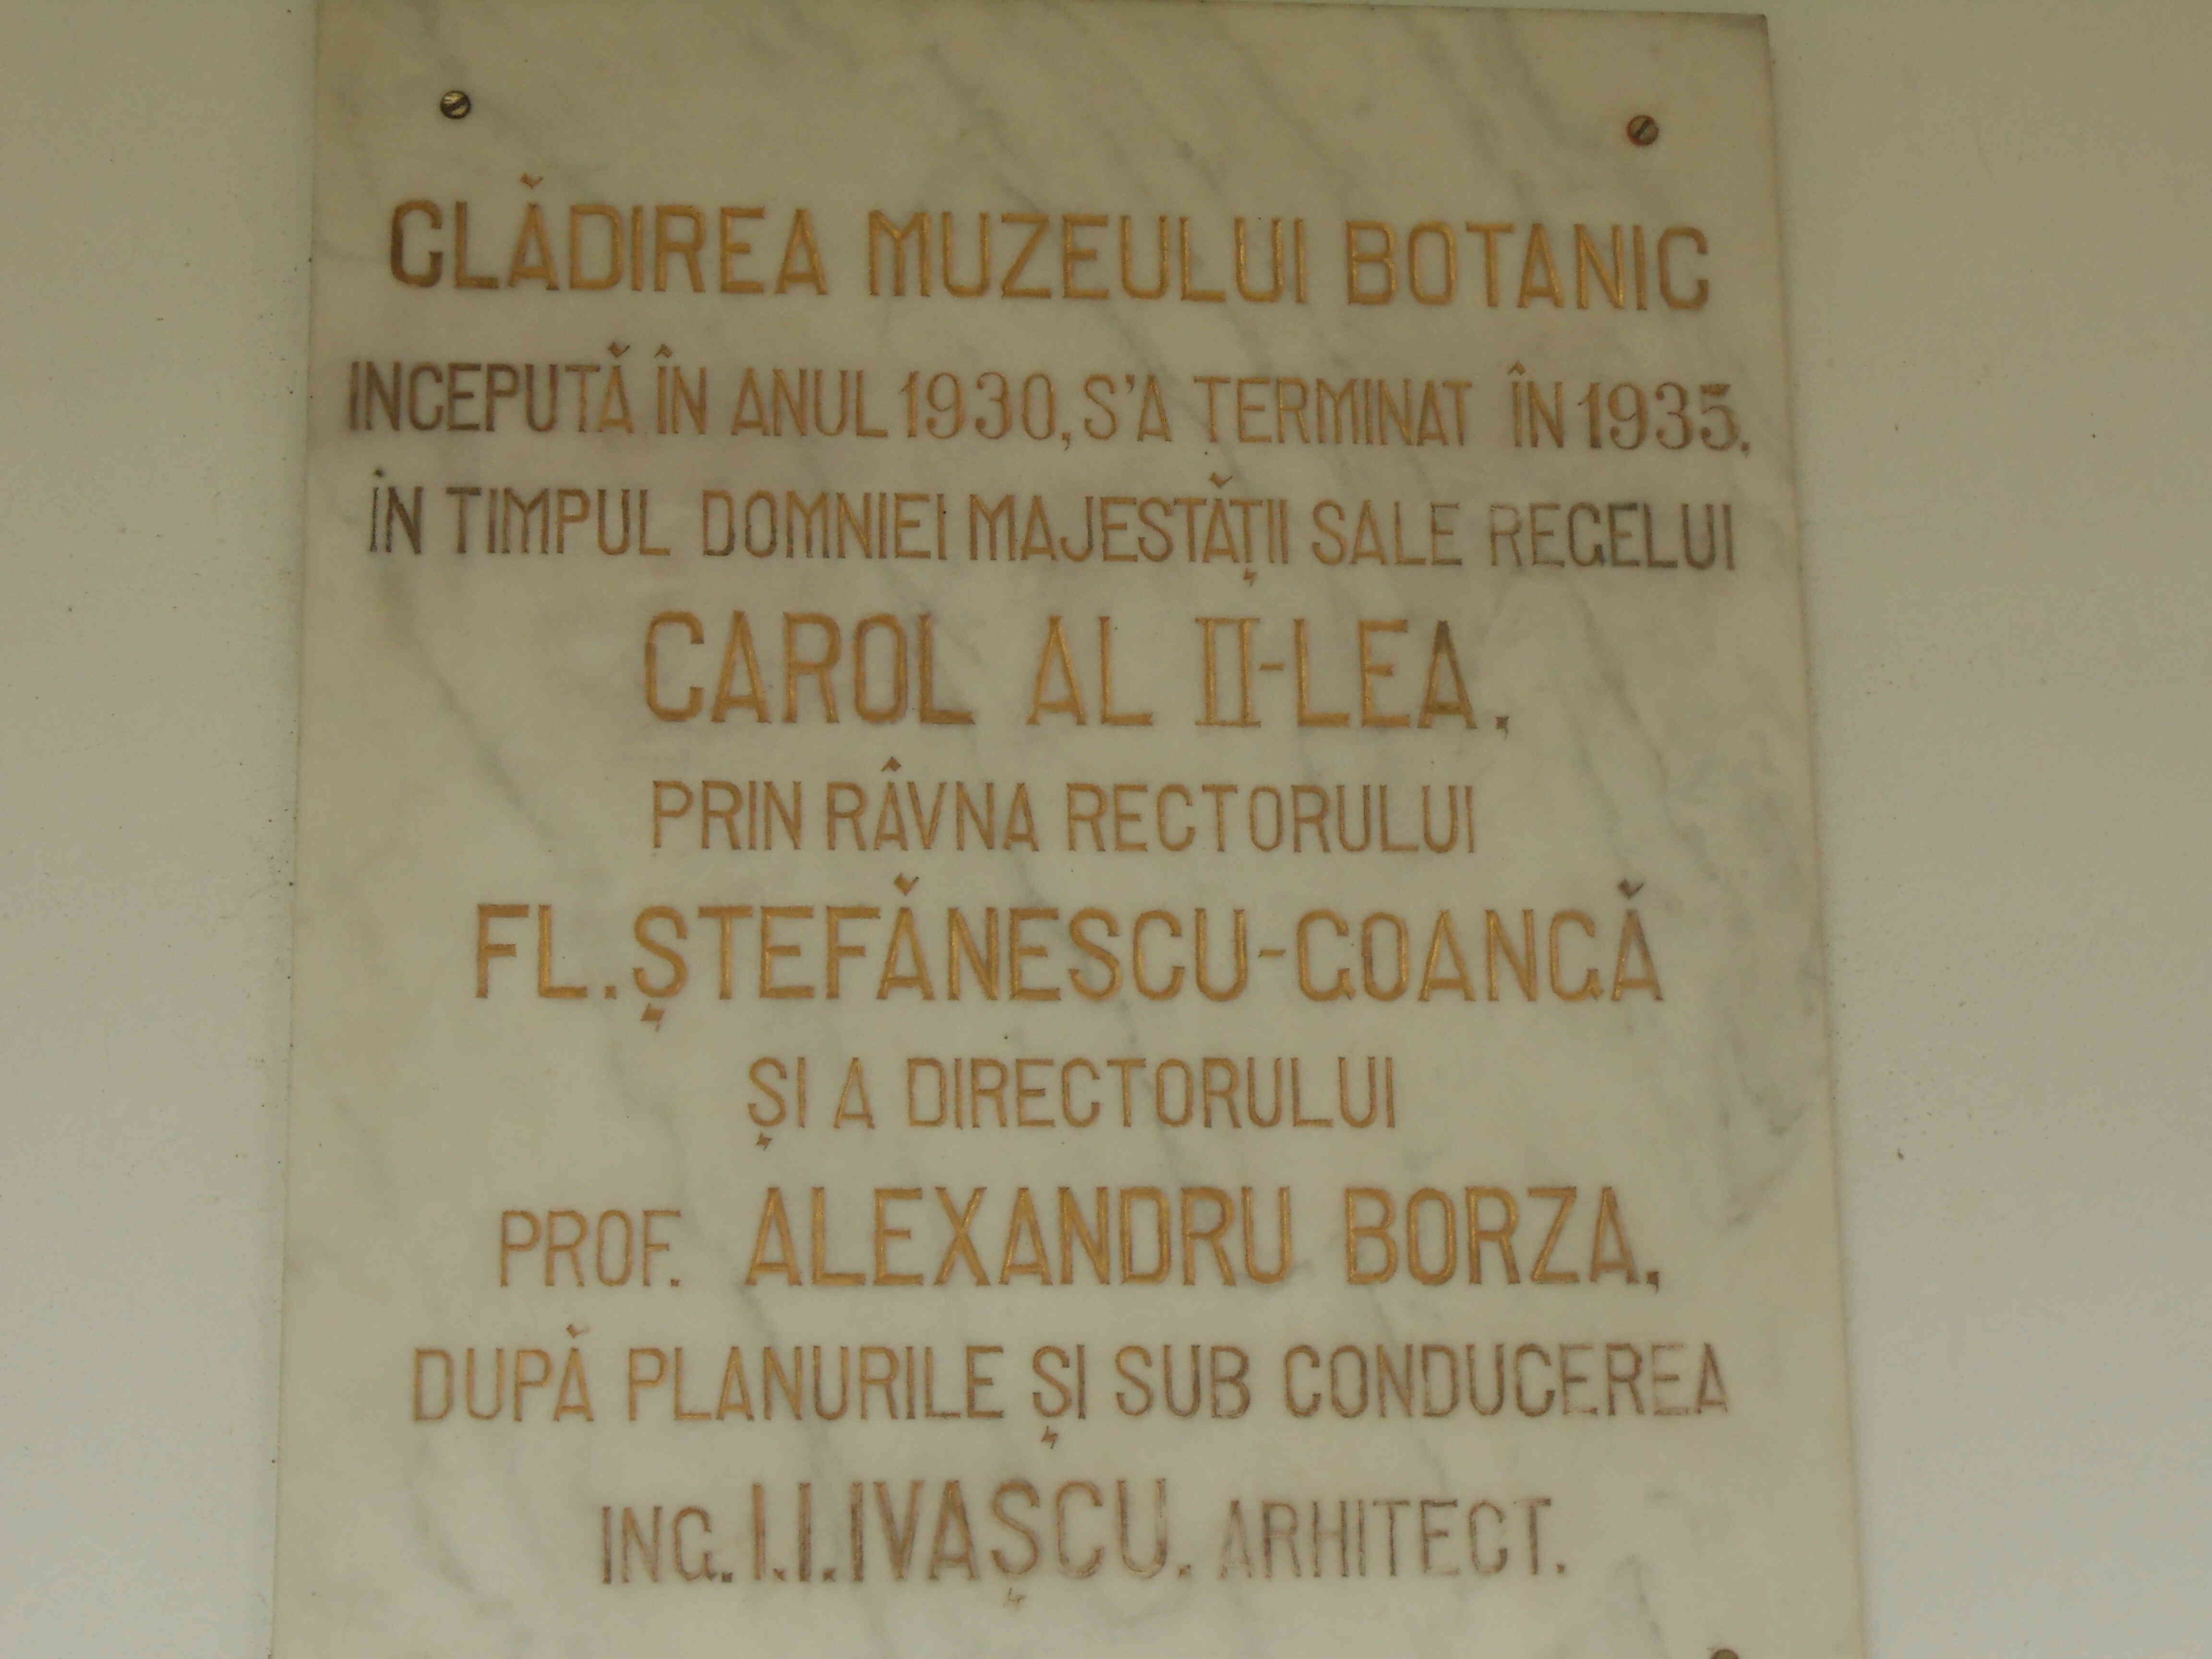 CLĂDIREA MUZEULUI BOTANIC
INCEPUTĂ ÎN ANUL 1930, S'A TERMINAT ÎN 1935.
ÎN TIMPUL DOMNIEI MAJESTĂȚII SALE REGELUI
CAROL AL II-LEA,
PRIN RÂVNA RECTORULUI
FL. ȘTEFĂNESCU-GOANGĂ
ȘI A DIRECTORULUI
PROF. ALEXANDRU BORZA,
DUPĂ PLANURILE ȘI SUB CONDUCEREA
ING. I.I. IVAȘCU. ARHITECT.